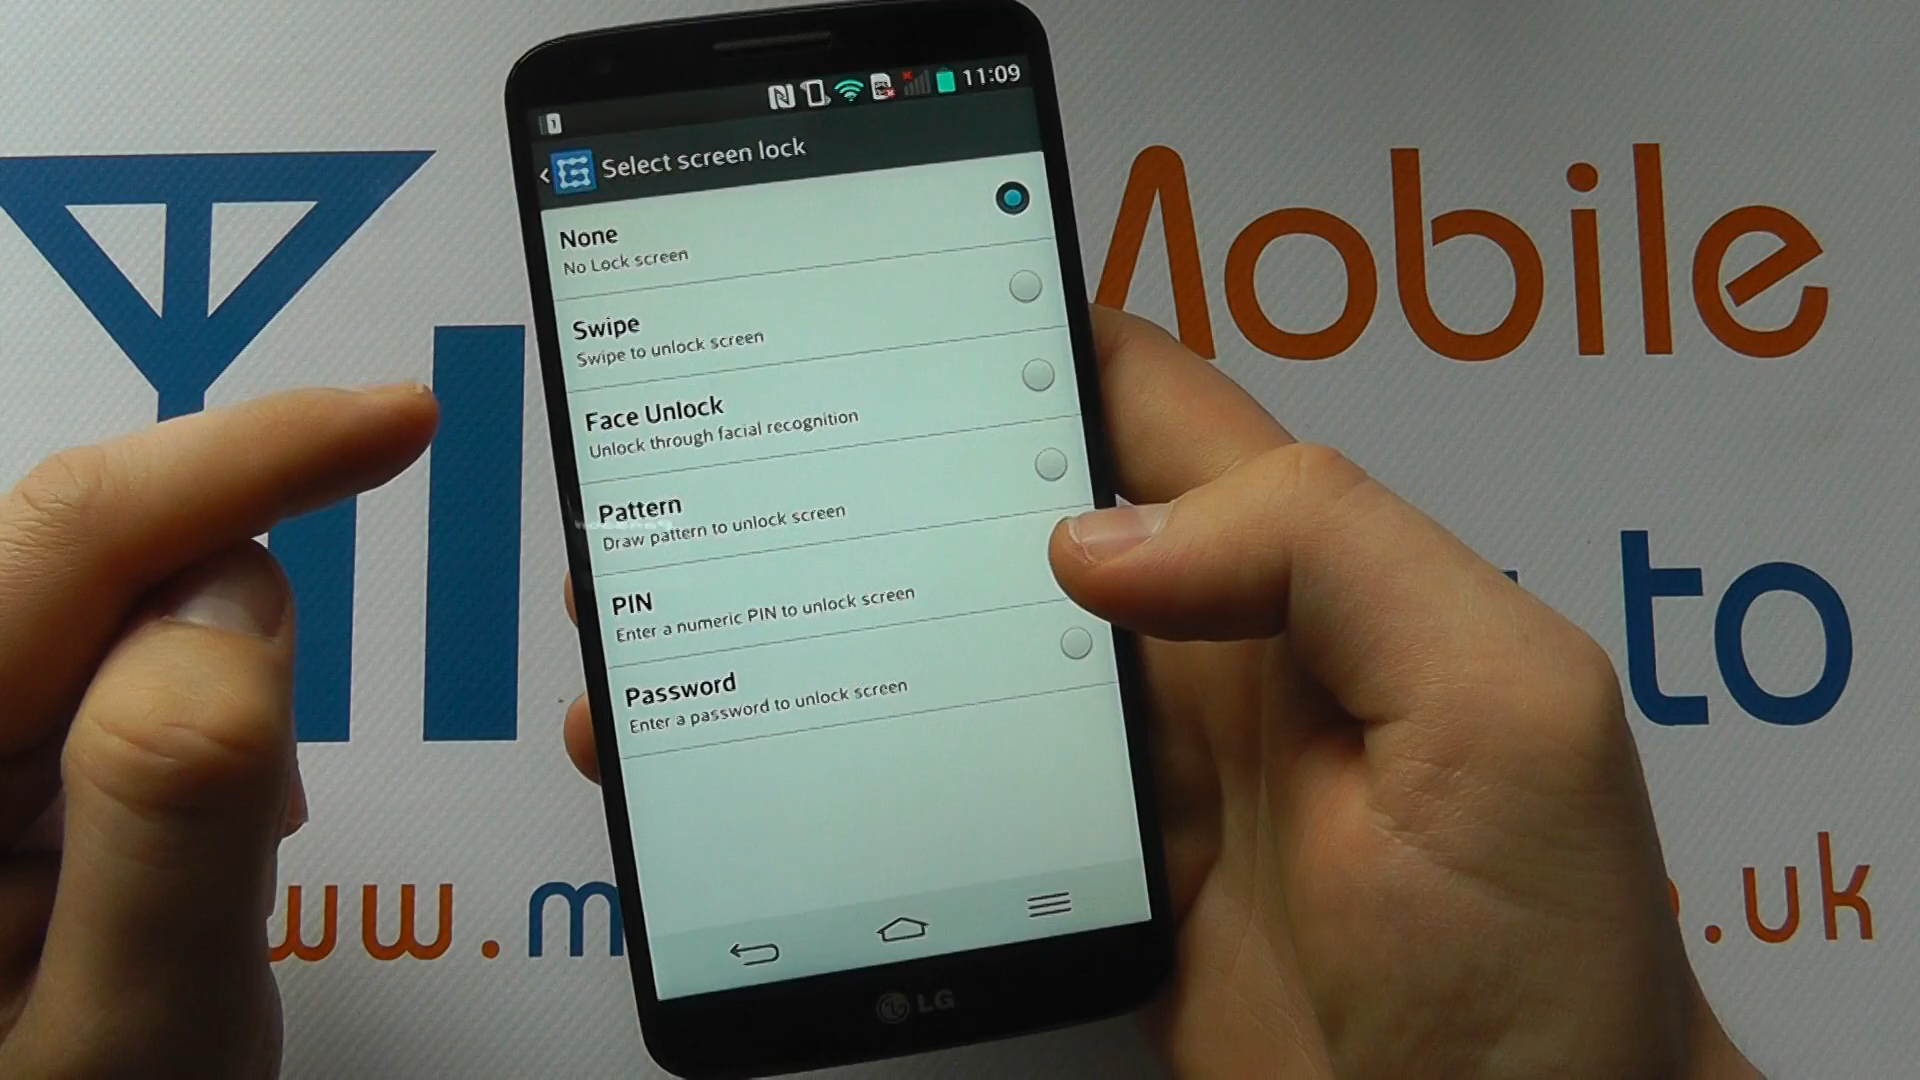 11:09
1
Select screen lock
None
No Lock screen
Swipe
Swipe to unlock screen
Face Unlock
Unlock through facial recognition
Pattern
Draw pattern to unlock screen
PIN
Enter a numeric PIN to unlock screen
Password
Enter a password to unlock screen
LG
Mobile
to
.uk